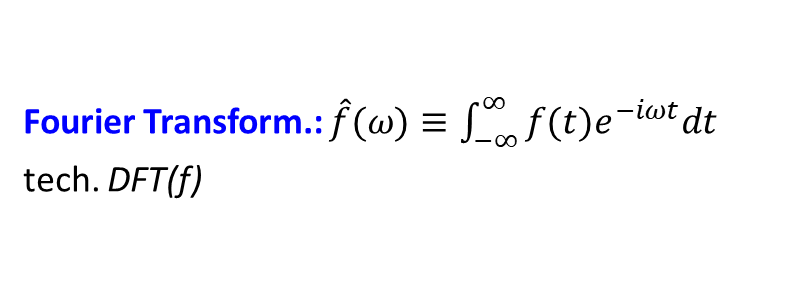 Fourier Transform.: f̂(ω) ≡ ∫_{-∞}^{∞} f(t)e^{-iωt}dt
tech. DFT(f)